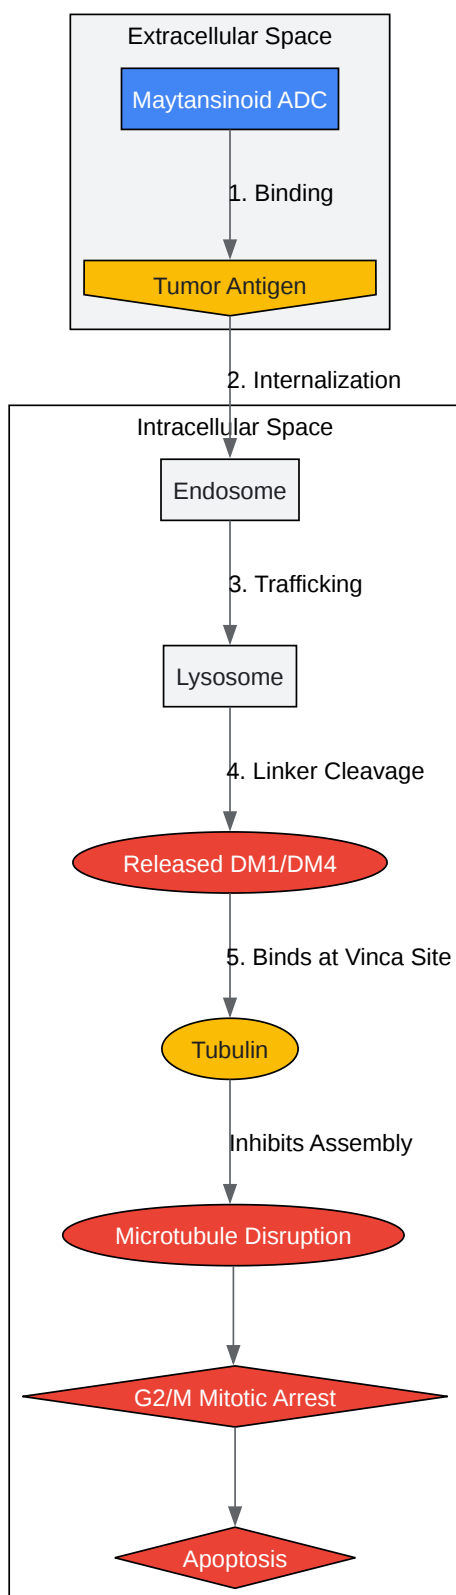 Extracellular Space
Maytansinoid ADC
1. Binding
Tumor Antigen
2. Internalization
Intracellular Space
Endosome
3. Trafficking
Lysosome
4. Linker Cleavage
Released DM1/DM4
5. Binds at Vinca Site
Tubulin
Inhibits Assembly
Microtubule Disruption
G2/M Mitotic Arrest
Apoptosis